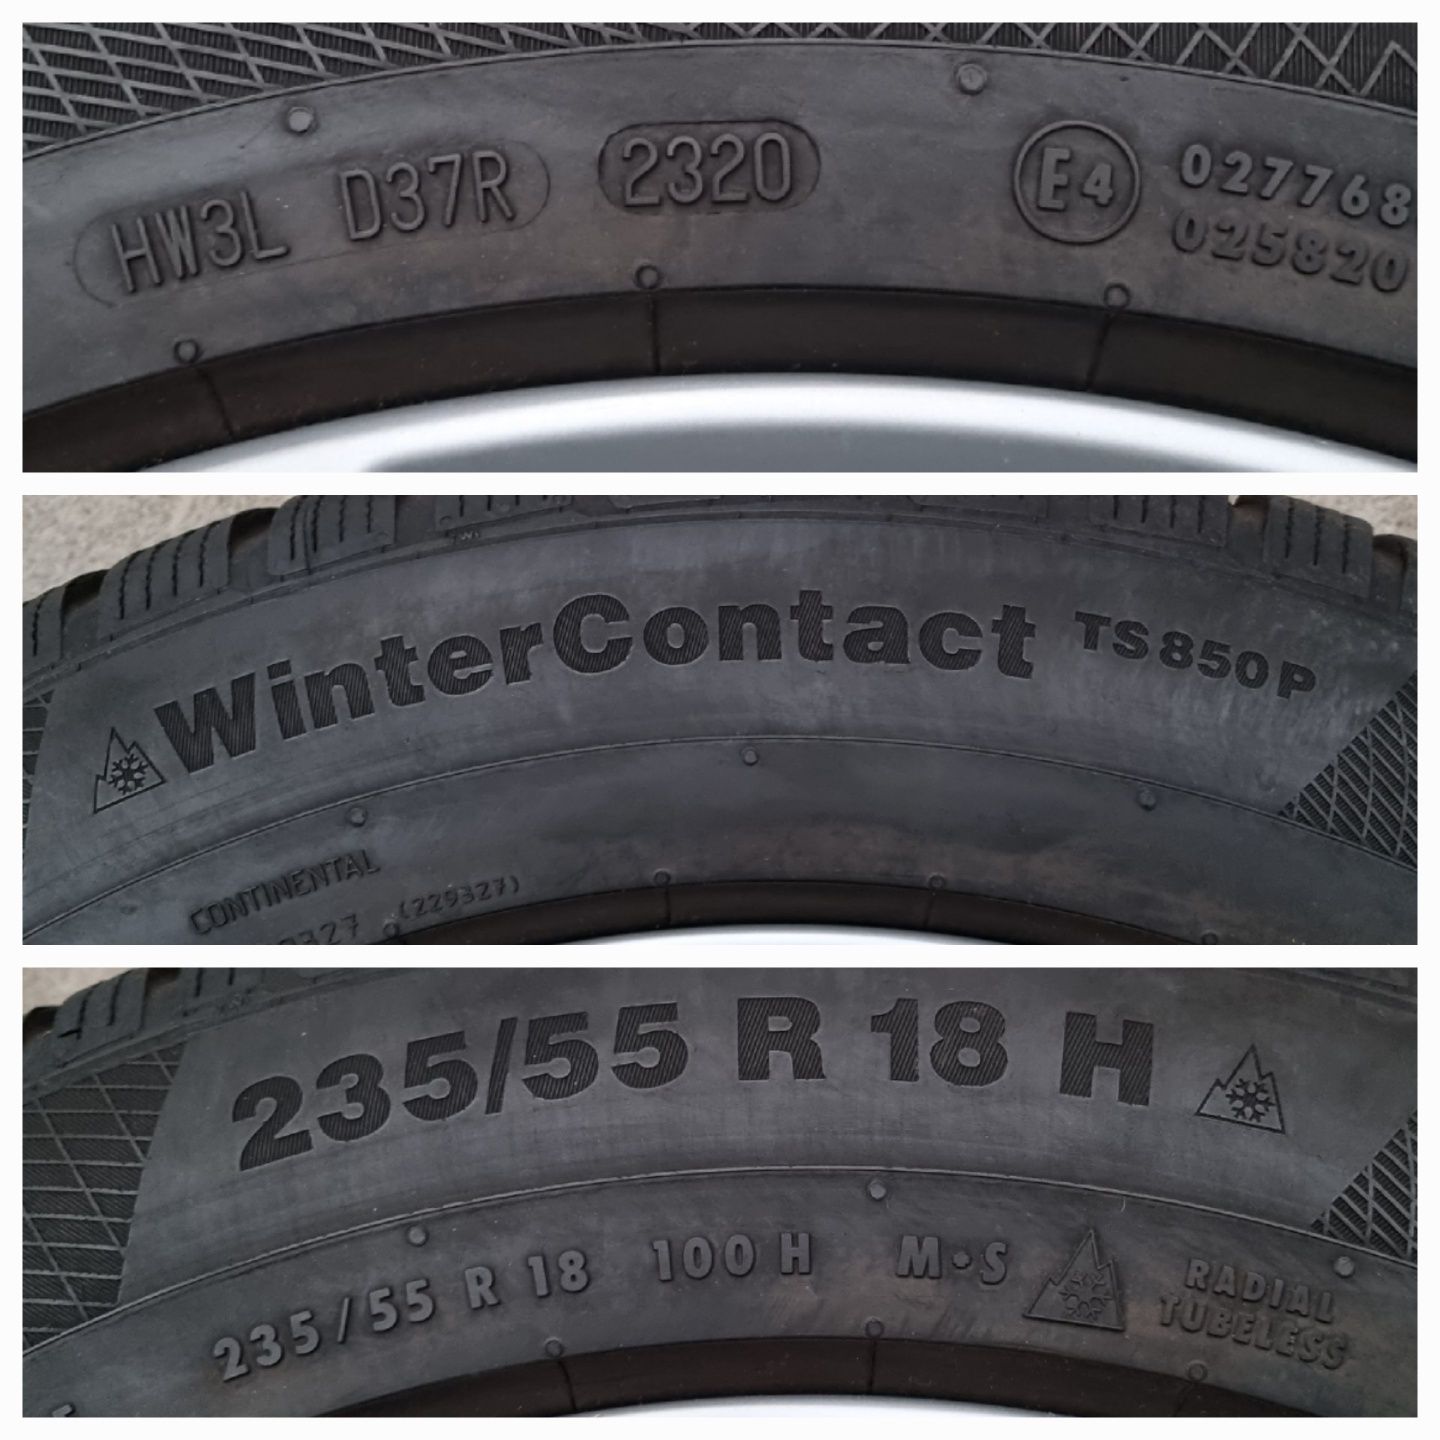 HW3L D37R 2320 E4 027768
025820
WinterContact TS850P
CONTINENTAL
(229327)
235/55 R 18 H
235/55 R 18 100 H M•S RADIAL
TUBELESS